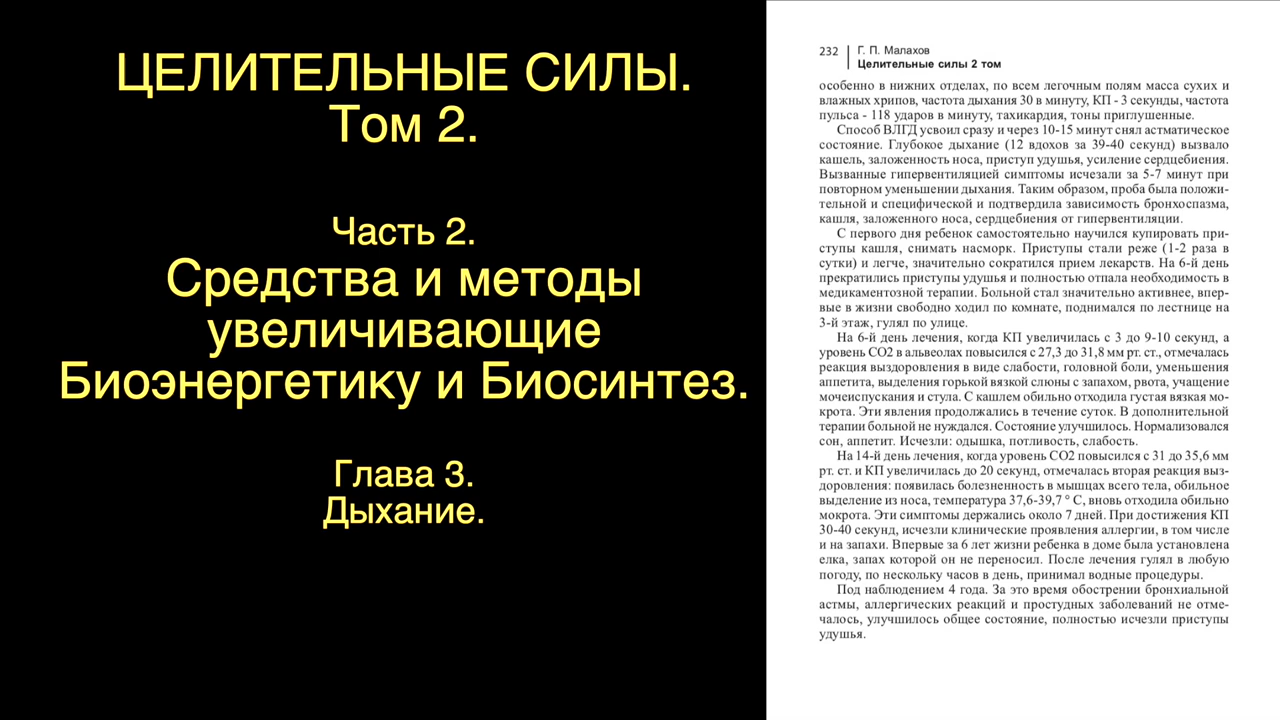 ЦЕЛИТЕЛЬНЫЕ СИЛЫ.
Том 2.
Часть 2.
Средства и методы
увеличивающие
Биоэнергетику и Биосинтез.
Глава 3.
Дыхание.
232
Г. П. Малахов
Целительные силы 2 том
особенно в нижних отделах, по всем легочным полям масса сухих и
влажных хрипов, частота дыхания 30 в минуту, КП - 3 секунды, частота
пульса - 118 ударов в минуту, тахикардия, тоны приглушенные.
Способ ВЛГД усвоил сразу и через 10-15 минут снял астматическое
состояние. Глубокое дыхание (12 вдохов за 39-40 секунд) вызвало
кашель, заложенность носа, приступ удушья, усиление сердцебиения.
Вызванные гипервентиляцией симптомы исчезали за 5-7 минут при
повторном уменьшении дыхания. Таким образом, проба была положи-
тельной и специфической и подтвердила зависимость бронхоспазма,
кашля, заложенного носа, сердцебиения от гипервентиляции.
С первого дня ребенок самостоятельно научился купировать при-
ступы кашля, снимать насморк. Приступы стали реже (1-2 раза в
сутки) и легче, значительно сократился прием лекарств. На 6-й день
прекратились приступы удушья и полностью отпала необходимость в
медикаментозной терапии. Больной стал значительно активнее, впер-
вые в жизни свободно ходил по комнате, поднимался по лестнице на
3-й этаж, гулял по улице.
На 6-й день лечения, когда КП увеличилась с 3 до 9-10 секунд, а
уровень СО2 в альвеолах повысился с 27,3 до 31,8 мм рт. ст., отмечалась
реакция выздоровления в виде слабости, головной боли, уменьшения
аппетита, выделения горькой вязкой слюны с запахом, рвота, учащение
мочеиспускания и стула. С кашлем обильно отходила густая вязкая мо-
крота. Эти явления продолжались в течение суток. В дополнительной
терапии больной не нуждался. Состояние улучшилось. Нормализовался
сон, аппетит. Исчезли: одышка, потливость, слабость.
На 14-й день лечения, когда уровень СО2 повысился с 31 до 35,6 мм
рт. ст. и КП увеличилась до 20 секунд, отмечалась вторая реакция выз-
доровления: появилась болезненность в мышцах всего тела, обильное
выделение из носа, температура 37,6-39,7 ° С, вновь отходила обильно
мокрота. Эти симптомы держались около 7 дней. При достижения КП
30-40 секунд, исчезли клинические проявления аллергии, в том числе
и на запахи. Впервые за 6 лет жизни ребенка в доме была установлена
елка, запах которой он не переносил. После лечения гулял в любую
погоду, по нескольку часов в день, принимал водные процедуры.
Под наблюдением 4 года. За это время обострении бронхиальной
астмы, аллергических реакций и простудных заболеваний не отме-
чалось, улучшилось общее состояние, полностью исчезли приступы
удушья.